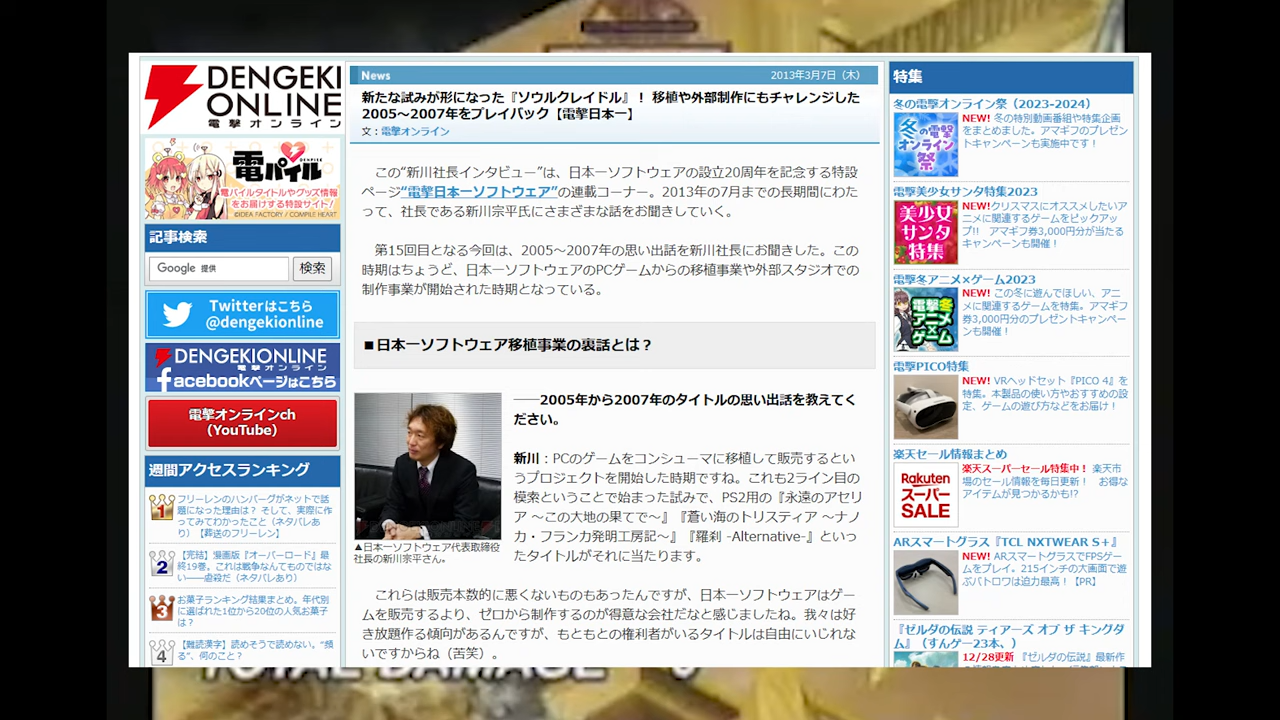 DENGEKI
ONLINE
電撃オンライン
電パイル
DENPILE
電パイルタイトルやグッズ情報
をお届けする特設サイト!
©IDEA FACTORY / COMPILE HEART
記事検索
Google 提供
検索
Twitterはこちら
@dengekionline
DENGEKIONLINE
電撃オンライン
facebookページはこちら
電撃オンラインch
(YouTube)
週間アクセスランキング
1
フリーレンのハンバーグがネットで話
題になった理由は? そして、実際に作
ってみてわかったこと(ネタバレあ
り)【葬送のフリーレン】
2
【完結】漫画版『オーバーロード』最
終19巻。これは戦争なんてものではな
い――虐殺だ(ネタバレあり)
3
お菓子ランキング結果まとめ。年代別
に選ばれた1位から20位の人気お菓子
は?
4
【難読漢字】読めそうで読めない。“頻
る”、何のこと?
News
2013年3月7日(木)
新たな試みが形になった『ソウルクレイドル』! 移植や外部制作にもチャレンジした
2005~2007年をプレイバック【電撃日本一】
文:電撃オンライン
この“新川社長インタビュー”は、日本一ソフトウェアの設立20周年を記念する特設
ページ“電撃日本一ソフトウェア”の連載コーナー。2013年の7月までの長期間にわた
って、社長である新川宗平氏にさまざまな話をお聞きしていく。
第15回目となる今回は、2005~2007年の思い出話を新川社長にお聞きした。この
時期はちょうど、日本一ソフトウェアのPCゲームからの移植事業や外部スタジオでの
制作事業が開始された時期となっている。
■日本一ソフトウェア移植事業の裏話とは?
――2005年から2007年のタイトルの思い出話を教えてく
ださい。
新川:PCのゲームをコンシューマに移植して販売するとい
うプロジェクトを開始した時期ですね。これも2ライン目の
模索ということで始まった試みで、PS2用の『永遠のアセリ
ア ~この大地の果てで~』『蒼い海のトリスティア ~ナノ
カ・フランカ発明工房記~』『羅刹 -Alternative-』といっ
たタイトルがそれに当たります。
▲日本一ソフトウェア代表取締役
社長の新川宗平さん。
これらは販売本数的に悪くないものもあったんですが、日本一ソフトウェアはゲー
ムを販売するより、ゼロから制作するのが得意な会社だなと感じましたね。我々は好
き放題作る傾向があるんですが、もともとの権利者がいるタイトルは自由にいじれな
いですからね(苦笑)。
特集
冬の電撃オンライン祭(2023-2024)
冬の電撃オンライン祭
NEW! 冬の特別動画番組や特集企画
をまとめました。アマギフのプレゼン
トキャンペーンも実施中です!
電撃美少女サンタ特集2023
美少女サンタ特集
NEW!クリスマスにオススメしたいア
ニメに関連するゲームをピックアッ
プ!! アマギフ券3,000円分が当たる
キャンペーンも開催!
電撃冬アニメ×ゲーム2023
電撃冬アニメ×ゲーム
NEW! この冬に遊んでほしい、アニ
メに関連するゲームを特集。アマギフ
券3,000円分のプレゼントキャンペー
ンも開催!
電撃PICO特集
NEW! VRヘッドセット『PICO 4』を
特集。本製品の使い方やおすすめの設
定、ゲームの遊び方などをお届け!
楽天セール情報まとめ
Rakuten
スーパー
SALE
楽天スーパーセール特集中! 楽天市
場のセール情報を毎日更新! お得な
アイテムが見つかるかも!?
ARスマートグラス『TCL NXTWEAR S+』
NEW! ARスマートグラスでFPSゲー
ムをプレイ。215インチの大画面で遊
ぶバトロワは迫力最高!【PR】
『ゼルダの伝説 ティアーズ オブ ザ キングダ
ム』(すんゲー23本、)
12/28更新 『ゼルダの伝説』最新作
TOTAL DAMAGE